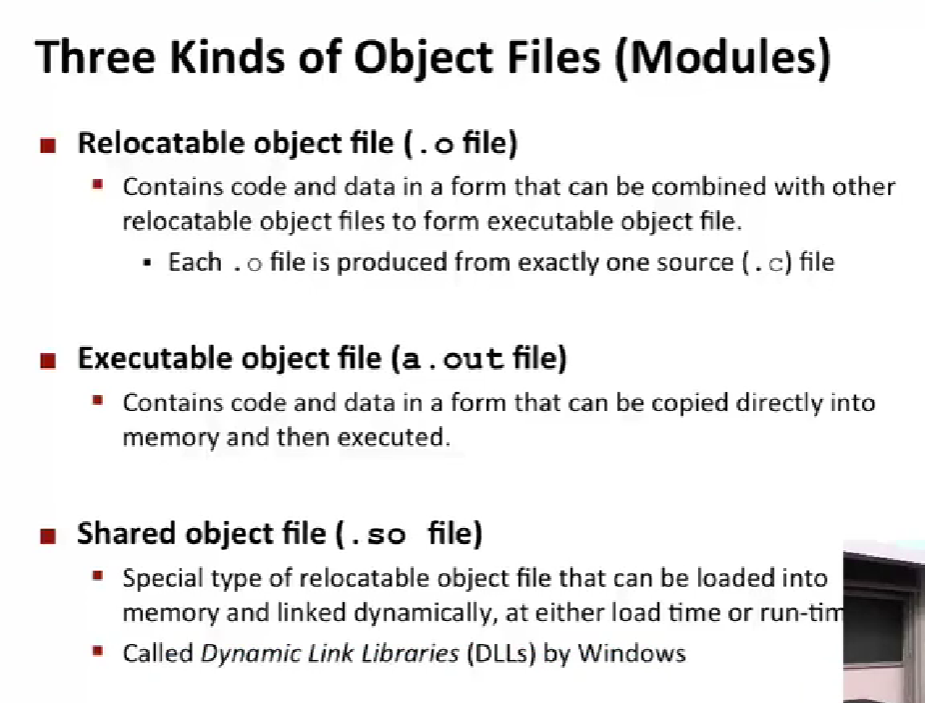 Three Kinds of Object Files (Modules)
Relocatable object file (.o file)
Contains code and data in a form that can be combined with other
relocatable object files to form executable object file.
Each .o file is produced from exactly one source (.c) file
Executable object file (a.out file)
Contains code and data in a form that can be copied directly into
memory and then executed.
Shared object file (.so file)
Special type of relocatable object file that can be loaded into
memory and linked dynamically, at either load time or run-tim
Called Dynamic Link Libraries (DLLs) by Windows